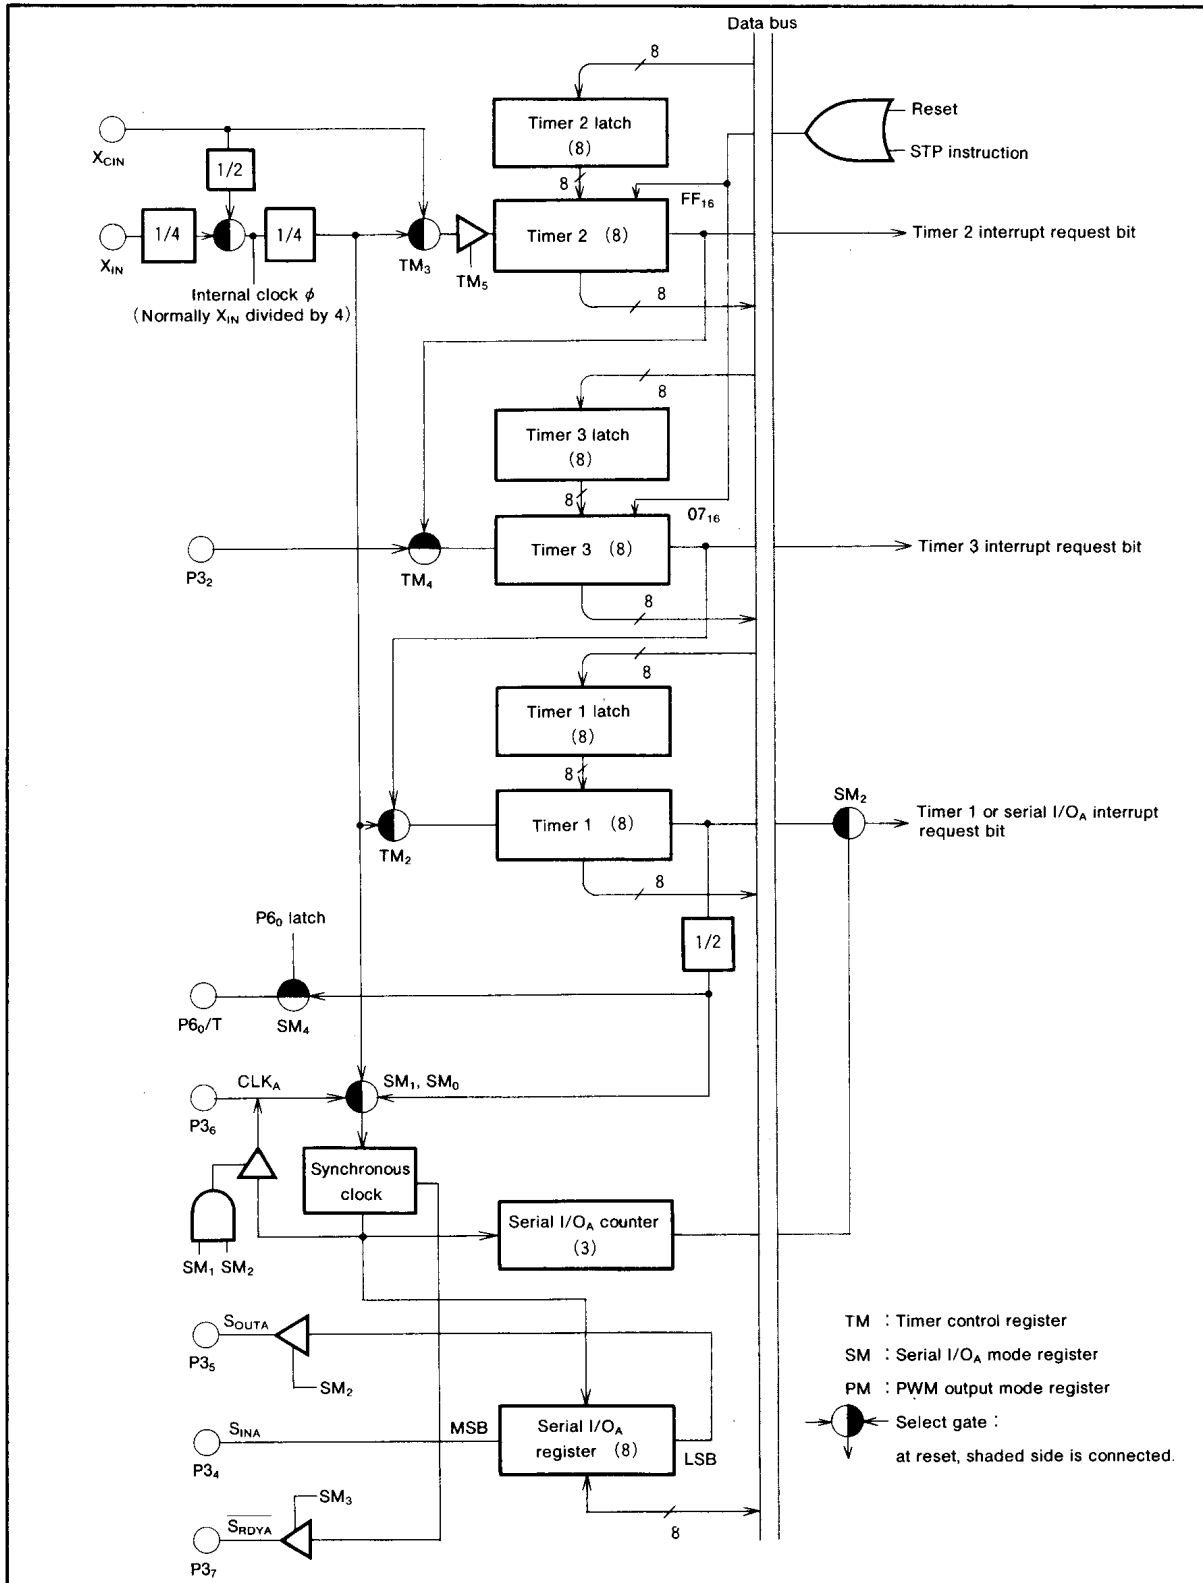 Data bus
8
Timer 2 latch
(8)
Reset
STP instruction
XCIN
1/2
8
FF16
XIN
1/4
1/4
TM3
TM5
Timer 2 (8)
Timer 2 interrupt request bit
Internal clock ϕ
(Normally XIN divided by 4)
8
8
Timer 3 latch
(8)
8
0716
P32
TM4
Timer 3 (8)
Timer 3 interrupt request bit
8
8
Timer 1 latch
(8)
8
SM2
TM2
Timer 1 (8)
Timer 1 or serial I/OA interrupt
request bit
8
P60 latch
1/2
P60/T
SM4
CLKA
SM1, SM0
P36
Synchronous
clock
SM1 SM2
Serial I/OA counter
(3)
SOUTA
P35
SM2
TM : Timer control register
SM : Serial I/OA mode register
PM : PWM output mode register
Select gate :
at reset, shaded side is connected.
SINA
P34
MSB
Serial I/OA
register (8)
LSB
SM3
SRDYA
P37
8